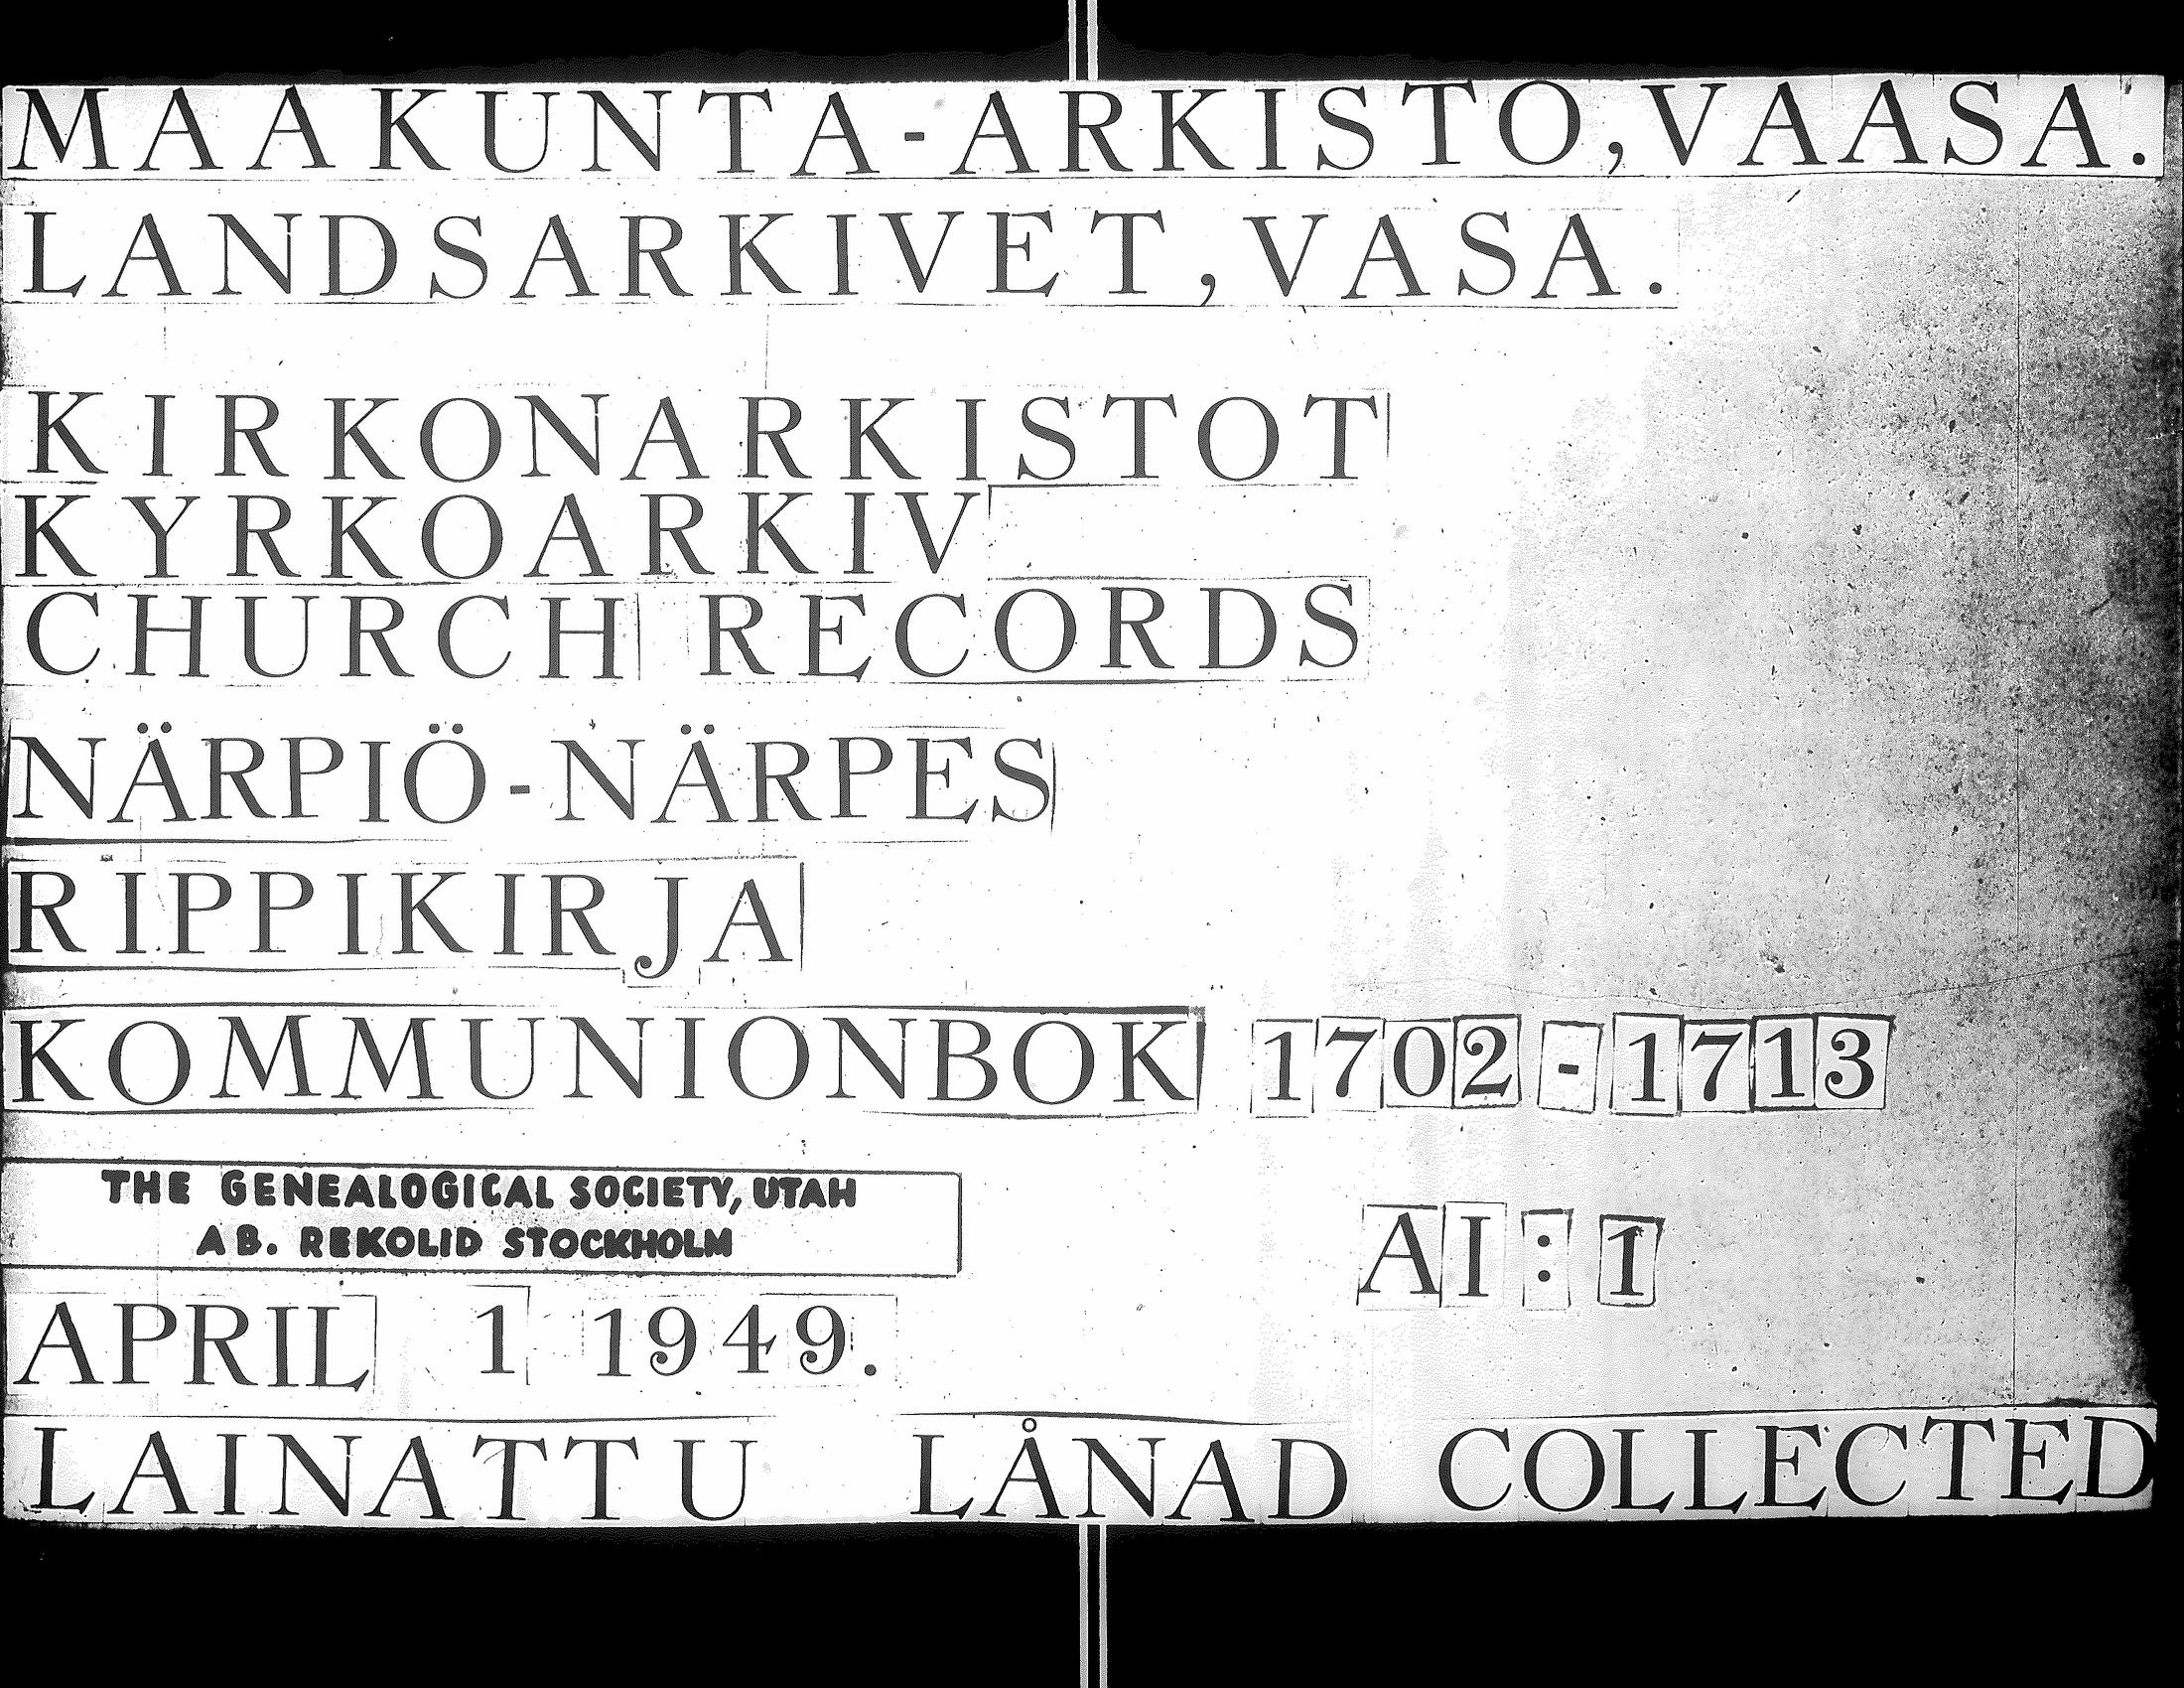 MAAKUNTA-ARKISTO, VAASA.
LANDSARKIVET, VASA.
KIRKONARKISTOT
KYRKOARKIV
CHURCH RECORDS
NÄRPIÖ-NÄRPES
RIPPIKIRJA
KOMMUNIONBOK 1702-1713
THE GENEALOGICAL SOCIETY, UTAH
AB. REKOLID STOCKHOLM
AI:1
APRIL 1 1949.
LAINATTU LÅNAD COLLECTED